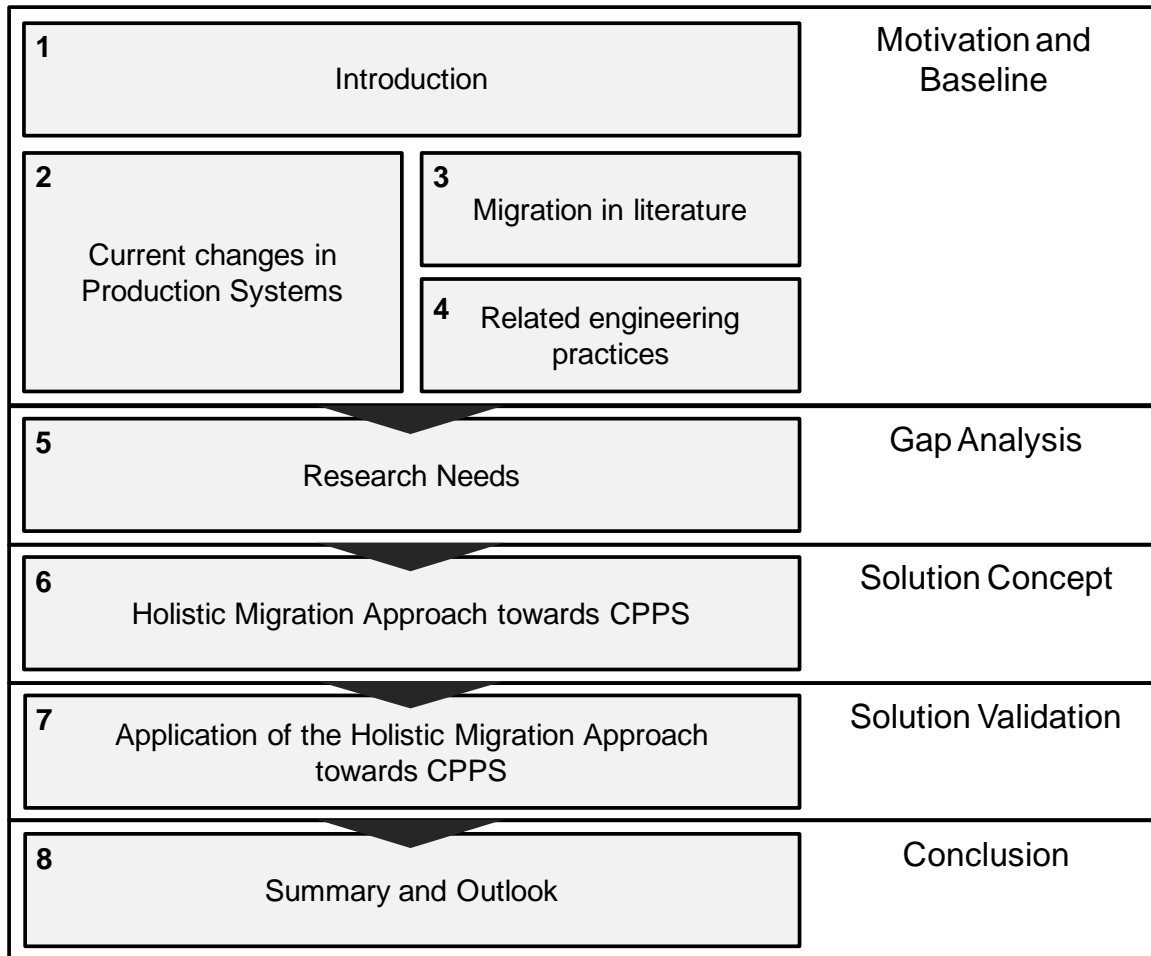 1
Introduction
Motivation and
Baseline
2
Current changes in
Production Systems
3
Migration in literature
4
Related engineering
practices
5
Research Needs
Gap Analysis
6
Holistic Migration Approach towards CPPS
Solution Concept
7
Application of the Holistic Migration Approach
towards CPPS
Solution Validation
8
Summary and Outlook
Conclusion